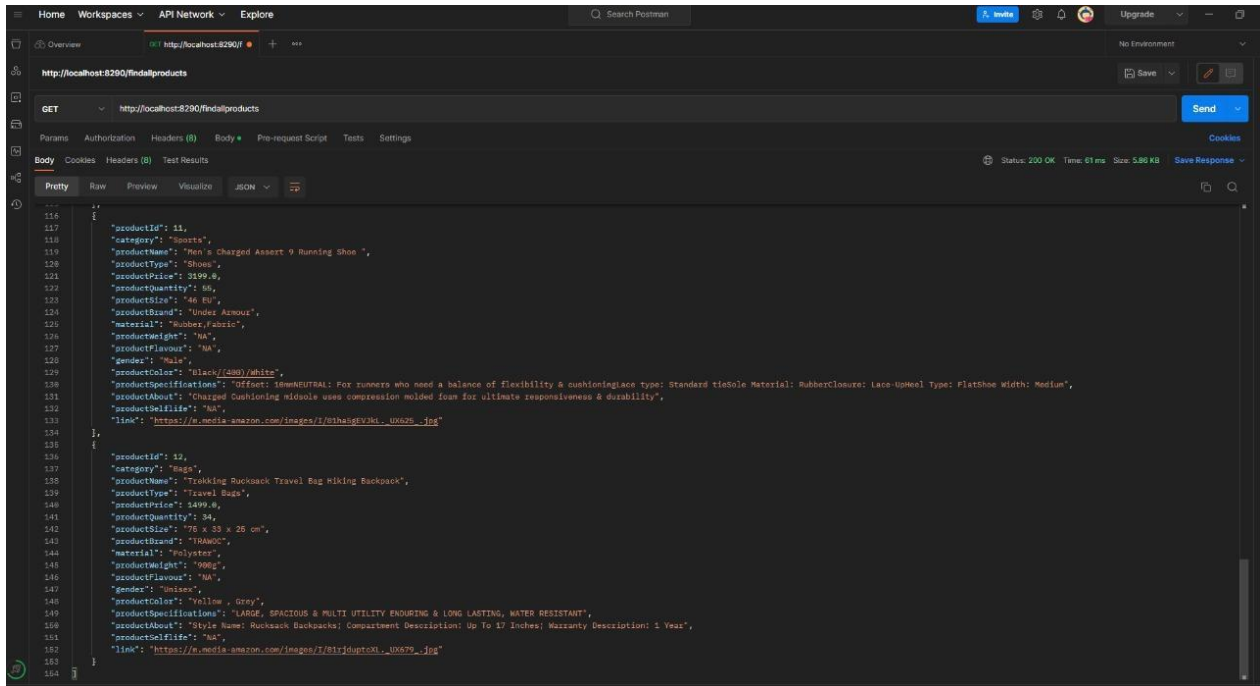 Home Workspaces API Network Explore Search Postman Invite Upgrade
Overview GET http://localhost:8290/f No Environment
http://localhost:8290/findallproducts Save
GET http://localhost:8290/findallproducts Send
Params Authorization Headers (8) Body Pre-request Script Tests Settings Cookies
Body Cookies Headers (8) Test Results Status: 200 OK Time: 61 ms Size: 5.86 KB Save Response
Pretty Raw Preview Visualize JSON
115 },
116 {
117 "productId": 11,
118 "category": "Sports",
119 "productName": "Men's Charged Assert 9 Running Shoe ",
120 "productType": "Shoes",
121 "productPrice": 3199.0,
122 "productQuantity": 55,
123 "productSize": "46 EU",
124 "productBrand": "Under Armour",
125 "material": "Rubber,Fabric",
126 "productWeight": "NA",
127 "productFlavour": "NA",
128 "gender": "Male",
129 "productColor": "Black/(400)/White",
130 "productSpecifications": "Offset: 10mmNEUTRAL: For runners who need a balance of flexibility & cushioningLace type: Standard tieSole Material: RubberClosure: Lace-UpHeel Type: FlatShoe Width: Medium",
131 "productAbout": "Charged Cushioning midsole uses compression molded foam for ultimate responsiveness & durability",
132 "productSelflife": "NA",
133 "link": "https://m.media-amazon.com/images/I/81haSgEVJkL._UX625_.jpg"
134 },
135 {
136 "productId": 12,
137 "category": "Bags",
138 "productName": "Trekking Rucksack Travel Bag Hiking Backpack",
139 "productType": "Travel Bags",
140 "productPrice": 1499.0,
141 "productQuantity": 34,
142 "productSize": "75 x 33 x 25 cm",
143 "productBrand": "TRAWOC",
144 "material": "Polyster",
145 "productWeight": "900g",
146 "productFlavour": "NA",
147 "gender": "Unisex",
148 "productColor": "Yellow , Grey",
149 "productSpecifications": "LARGE, SPACIOUS & MULTI UTILITY ENDURING & LONG LASTING, WATER RESISTANT",
150 "productAbout": "Style Name: Rucksack Backpacks; Compartment Description: Up To 17 Inches; Warranty Description: 1 Year",
151 "productSelflife": "NA",
152 "link": "https://m.media-amazon.com/images/I/81rjduptcXL._UX679_.jpg"
153 }
154 ]